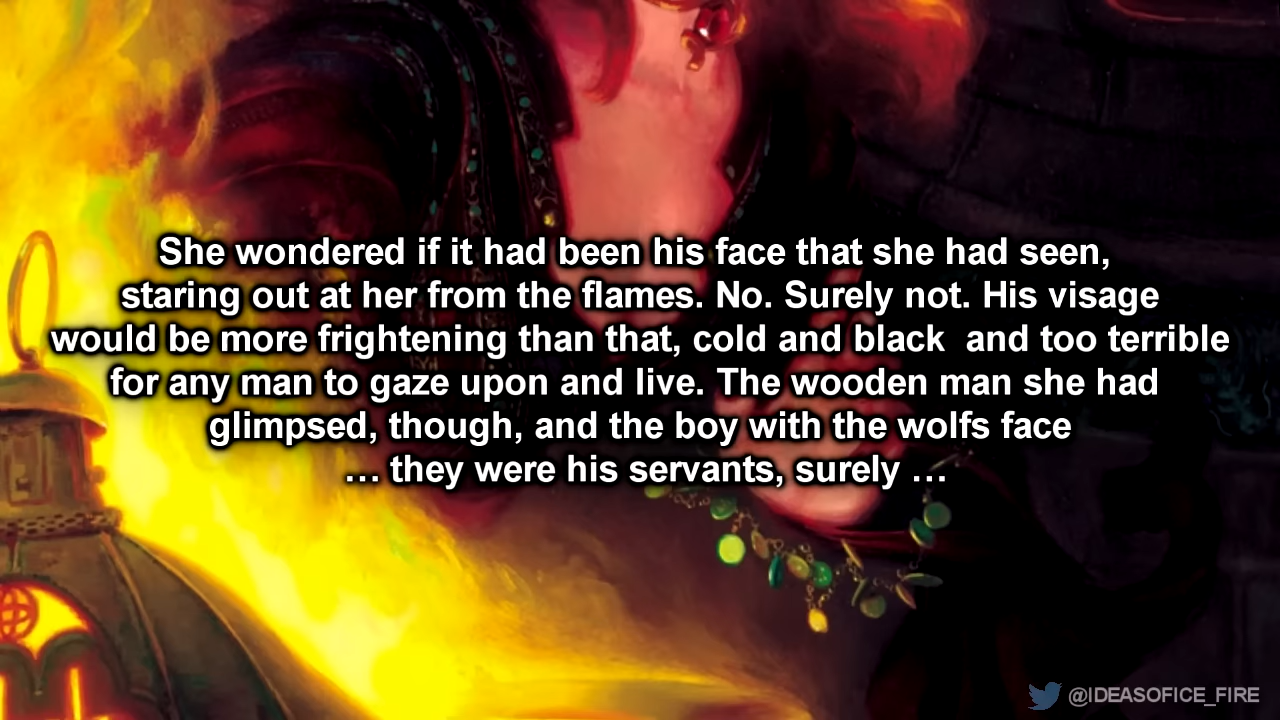 She wondered if it had been his face that she had seen,
staring out at her from the flames. No. Surely not. His visage
would be more frightening than that, cold and black  and too terrible
for any man to gaze upon and live. The wooden man she had
glimpsed, though, and the boy with the wolfs face
… they were his servants, surely …
@IDEASOFICE_FIRE